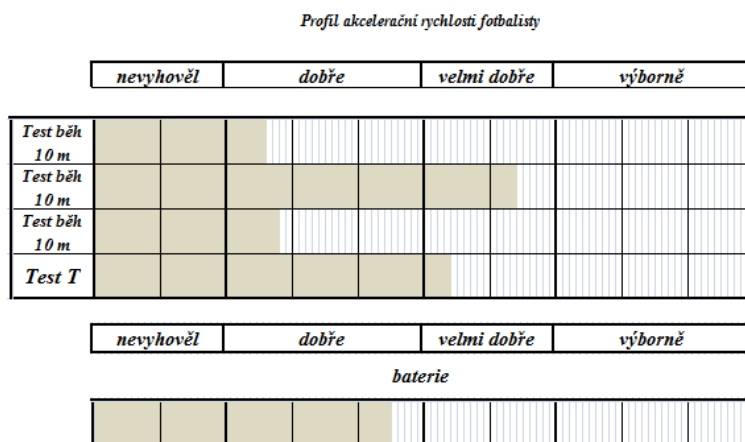 Profil akcelerační rychlosti fotbalisty
nevyhověl dobře velmi dobře výborně
Test běh
10 m
Test běh
10 m
Test běh
10 m
Test T
nevyhověl dobře velmi dobře výborně
baterie